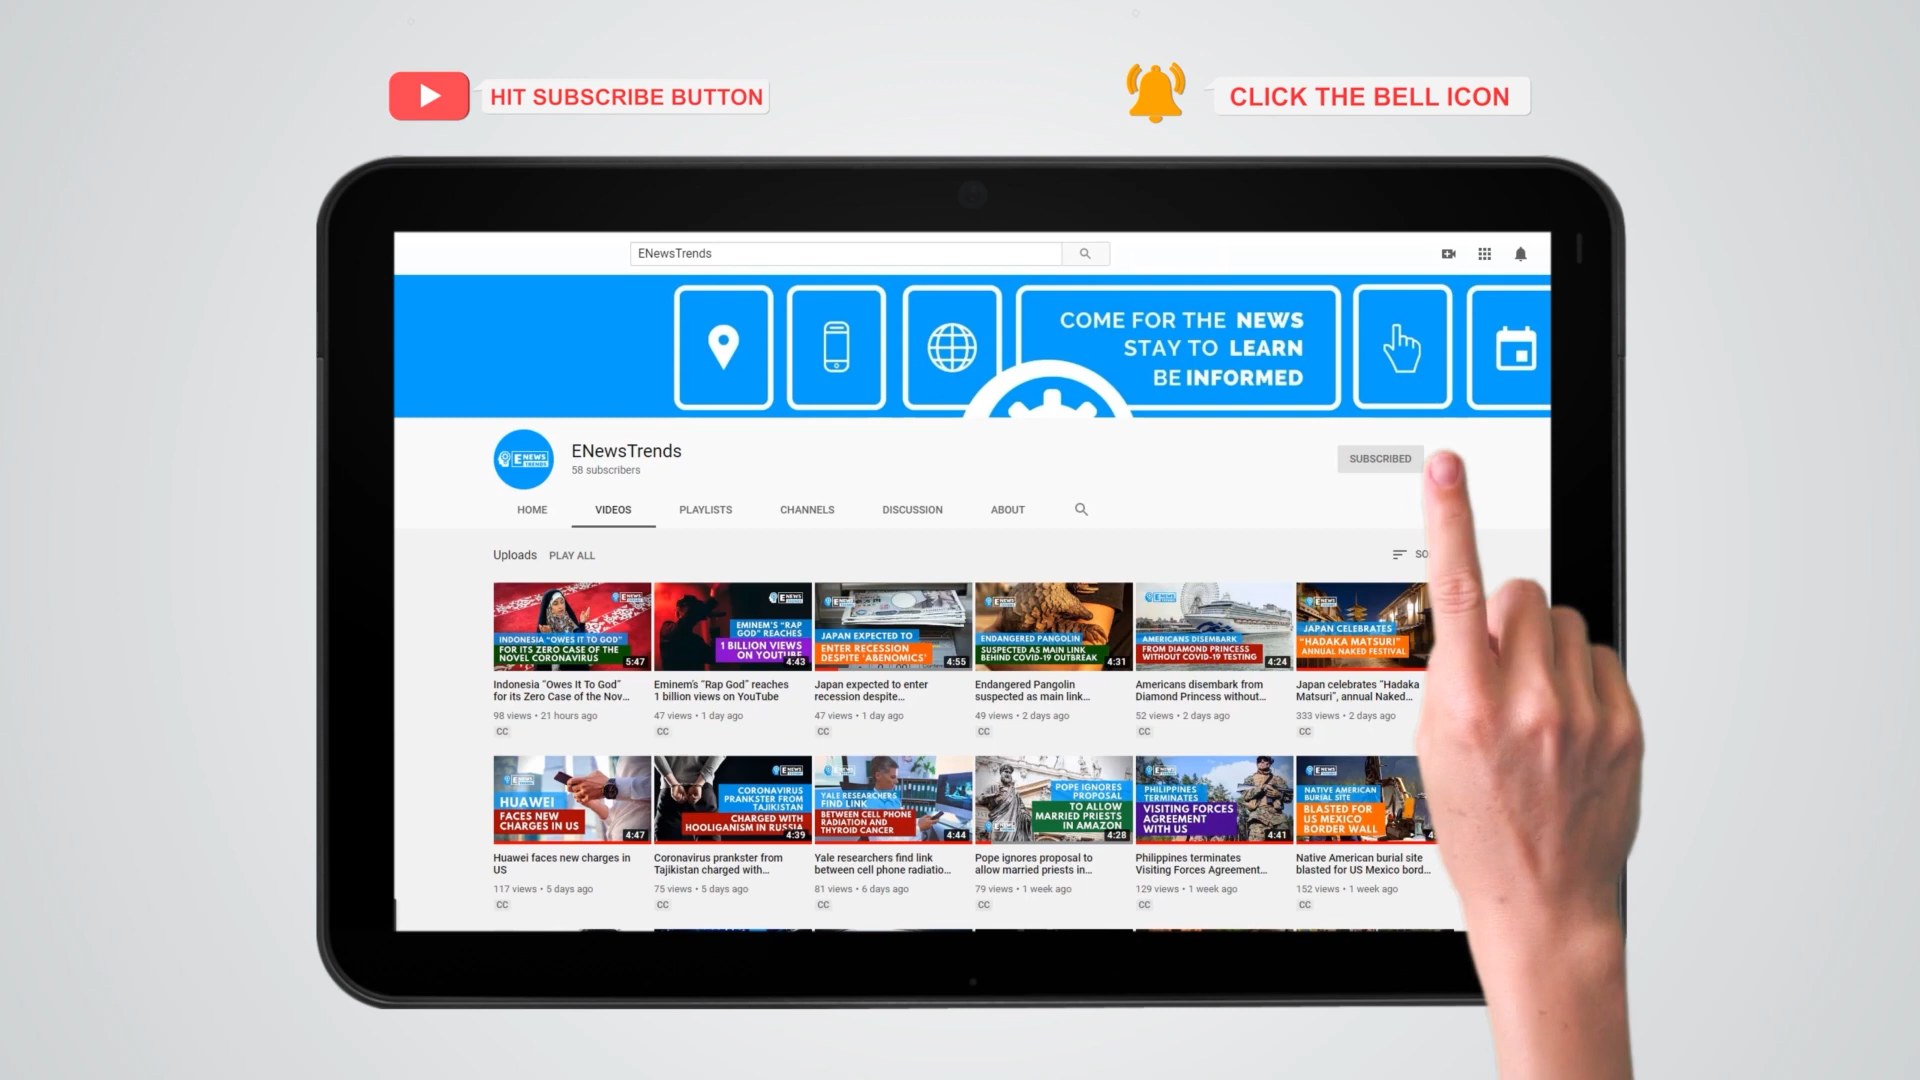 HIT SUBSCRIBE BUTTON
CLICK THE BELL ICON
ENewsTrends
COME FOR THE NEWS
STAY TO LEARN
BE INFORMED
E NEWS
TRENDS
ENewsTrends
58 subscribers
SUBSCRIBED
HOME VIDEOS PLAYLISTS CHANNELS DISCUSSION ABOUT
Uploads PLAY ALL
SO
INDONESIA "OWES IT TO GOD"
FOR ITS ZERO CASE OF THE
NOVEL CORONAVIRUS
5:47
EMINEM'S "RAP
GOD" REACHES
1 BILLION VIEWS
ON YOUTUBE
4:43
JAPAN EXPECTED TO
ENTER RECESSION
DESPITE 'ABENOMICS'
4:55
ENDANGERED PANGOLIN
SUSPECTED AS MAIN LINK
BEHIND COVID-19 OUTBREAK
4:31
AMERICANS DISEMBARK
FROM DIAMOND PRINCESS
WITHOUT COVID-19 TESTING
4:24
JAPAN CELEBRATES
"HADAKA MATSURI"
ANNUAL NAKED FESTIVAL
Indonesia "Owes It To God"
for its Zero Case of the Nov...
98 views • 21 hours ago
CC
Eminem's "Rap God" reaches
1 billion views on YouTube
47 views • 1 day ago
CC
Japan expected to enter
recession despite...
47 views • 1 day ago
CC
Endangered Pangolin
suspected as main link...
49 views • 2 days ago
CC
Americans disembark from
Diamond Princess without...
52 views • 2 days ago
CC
Japan celebrates "Hadaka
Matsuri", annual Naked...
333 views • 2 days ago
CC
HUAWEI
FACES NEW
CHARGES IN US
4:47
CORONAVIRUS
PRANKSTER FROM
TAJIKISTAN
CHARGED WITH
HOOLIGANISM IN RUSSIA
4:39
YALE RESEARCHERS
FIND LINK
BETWEEN CELL PHONE
RADIATION AND
THYROID CANCER
4:44
POPE IGNORES
PROPOSAL
TO ALLOW
MARRIED PRIESTS
IN AMAZON
4:28
PHILIPPINES
TERMINATES
VISITING FORCES
AGREEMENT
WITH US
4:41
NATIVE AMERICAN
BURIAL SITE
BLASTED FOR
US MEXICO
BORDER WALL
Huawei faces new charges in
US
117 views • 5 days ago
CC
Coronavirus prankster from
Tajikistan charged with...
75 views • 5 days ago
CC
Yale researchers find link
between cell phone radiatio...
81 views • 6 days ago
CC
Pope ignores proposal to
allow married priests in...
79 views • 1 week ago
CC
Philippines terminates
Visiting Forces Agreement...
129 views • 1 week ago
CC
Native American burial site
blasted for US Mexico bord...
152 views • 1 week ago
CC